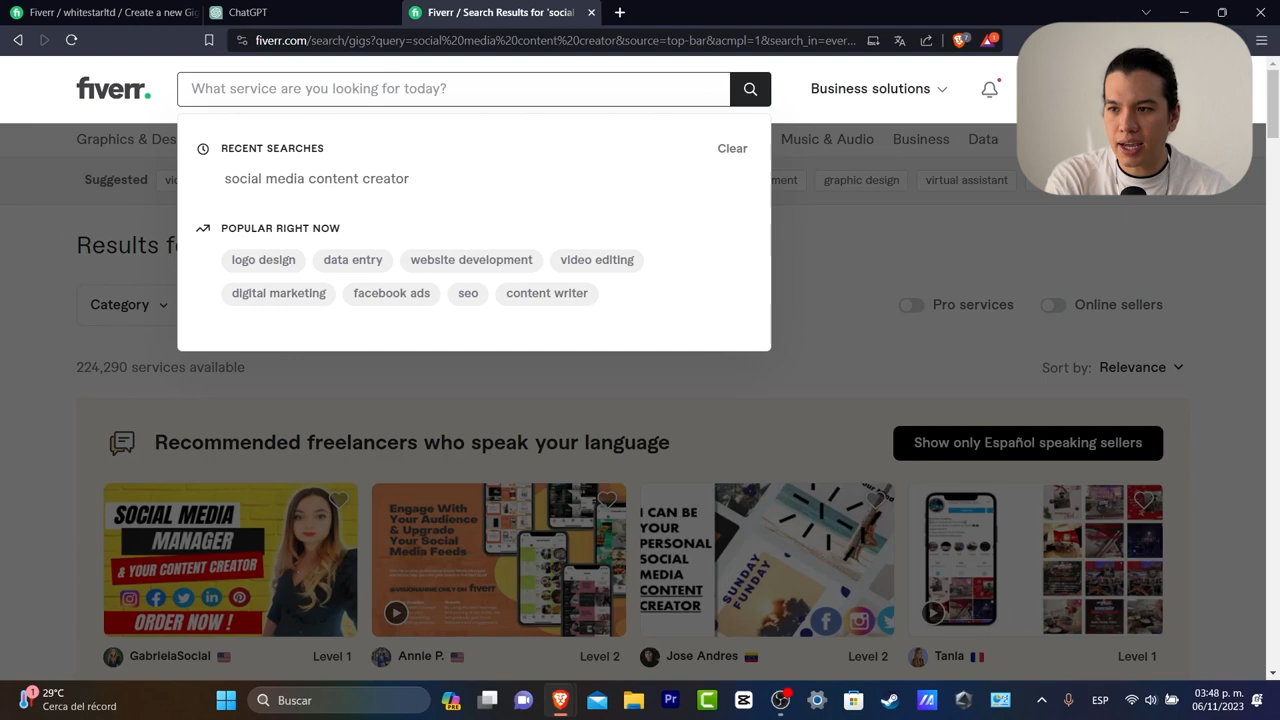 Fiverr / whitestarltd / Create a new Gig
ChatGPT
Fiverr / Search Results for 'social
fiverr.com/search/gigs?query=social%20media%20content%20creator&source=top-bar&acmpl=1&search_in=ever...
7
1
fiverr.
What service are you looking for today?
Business solutions
Graphics & Des
Music & Audio
Business
Data
RECENT SEARCHES
Clear
social media content creator
Suggested
ment
graphic design
virtual assistant
POPULAR RIGHT NOW
Results fo
logo design
data entry
website development
video editing
digital marketing
facebook ads
seo
content writer
Category
Pro services
Online sellers
224,290 services available
Sort by: Relevance
Recommended freelancers who speak your language
Show only Español speaking sellers
SOCIAL MEDIA
MANAGER
& YOUR CONTENT CREATOR
ORDER NOW !
Engage With
Your Audience
& Upgrade
Your Social
Media Feeds
I CAN BE
YOUR
PERSONAL
SOCIAL
MEDIA
CONTENT
CREATOR
SUNDAY
FUNDAY
GabrielaSocial
Level 1
Annie P.
Level 2
Jose Andres
Level 2
Tania
Level 1
1
29°C
Cerca del récord
Buscar
Pr
ESP
03:48 p. m.
06/11/2023